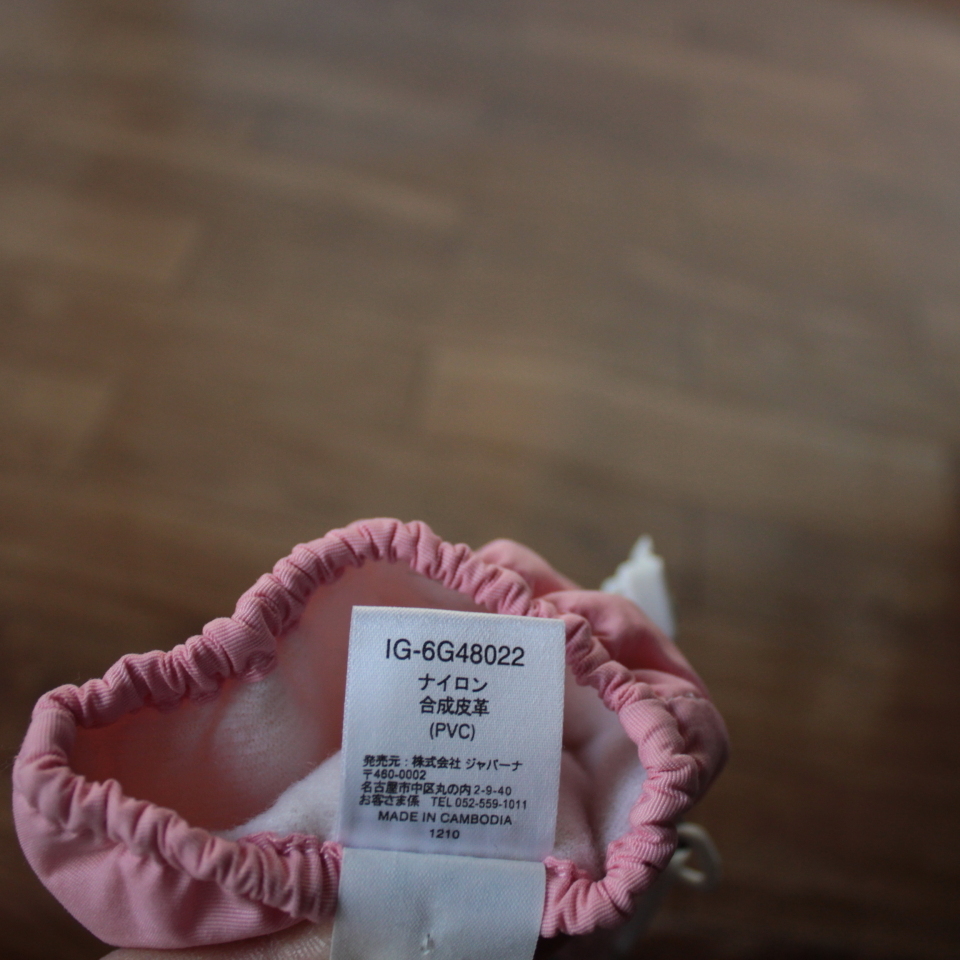 IG-6G48022
ナイロン
合成皮革
(PVC)
発売元：株式会社 ジャパーナ
〒460-0002
名古屋市中区丸の内2-9-40
お客さま係 TEL 052-559-1011
MADE IN CAMBODIA
1210